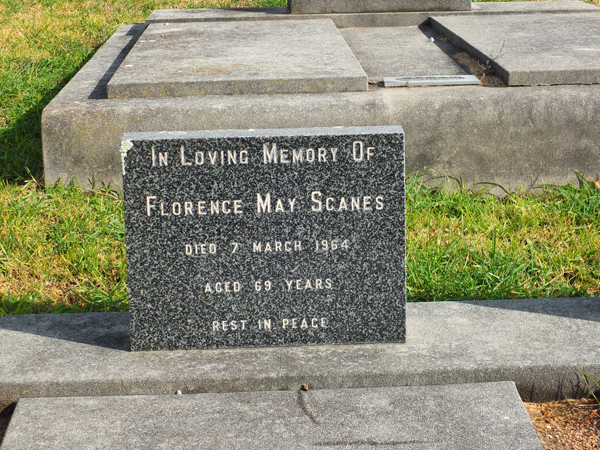 In Loving Memory Of
Florence May Scanes
DIED 7 MARCH 1964
AGED 69 YEARS
REST IN PEACE